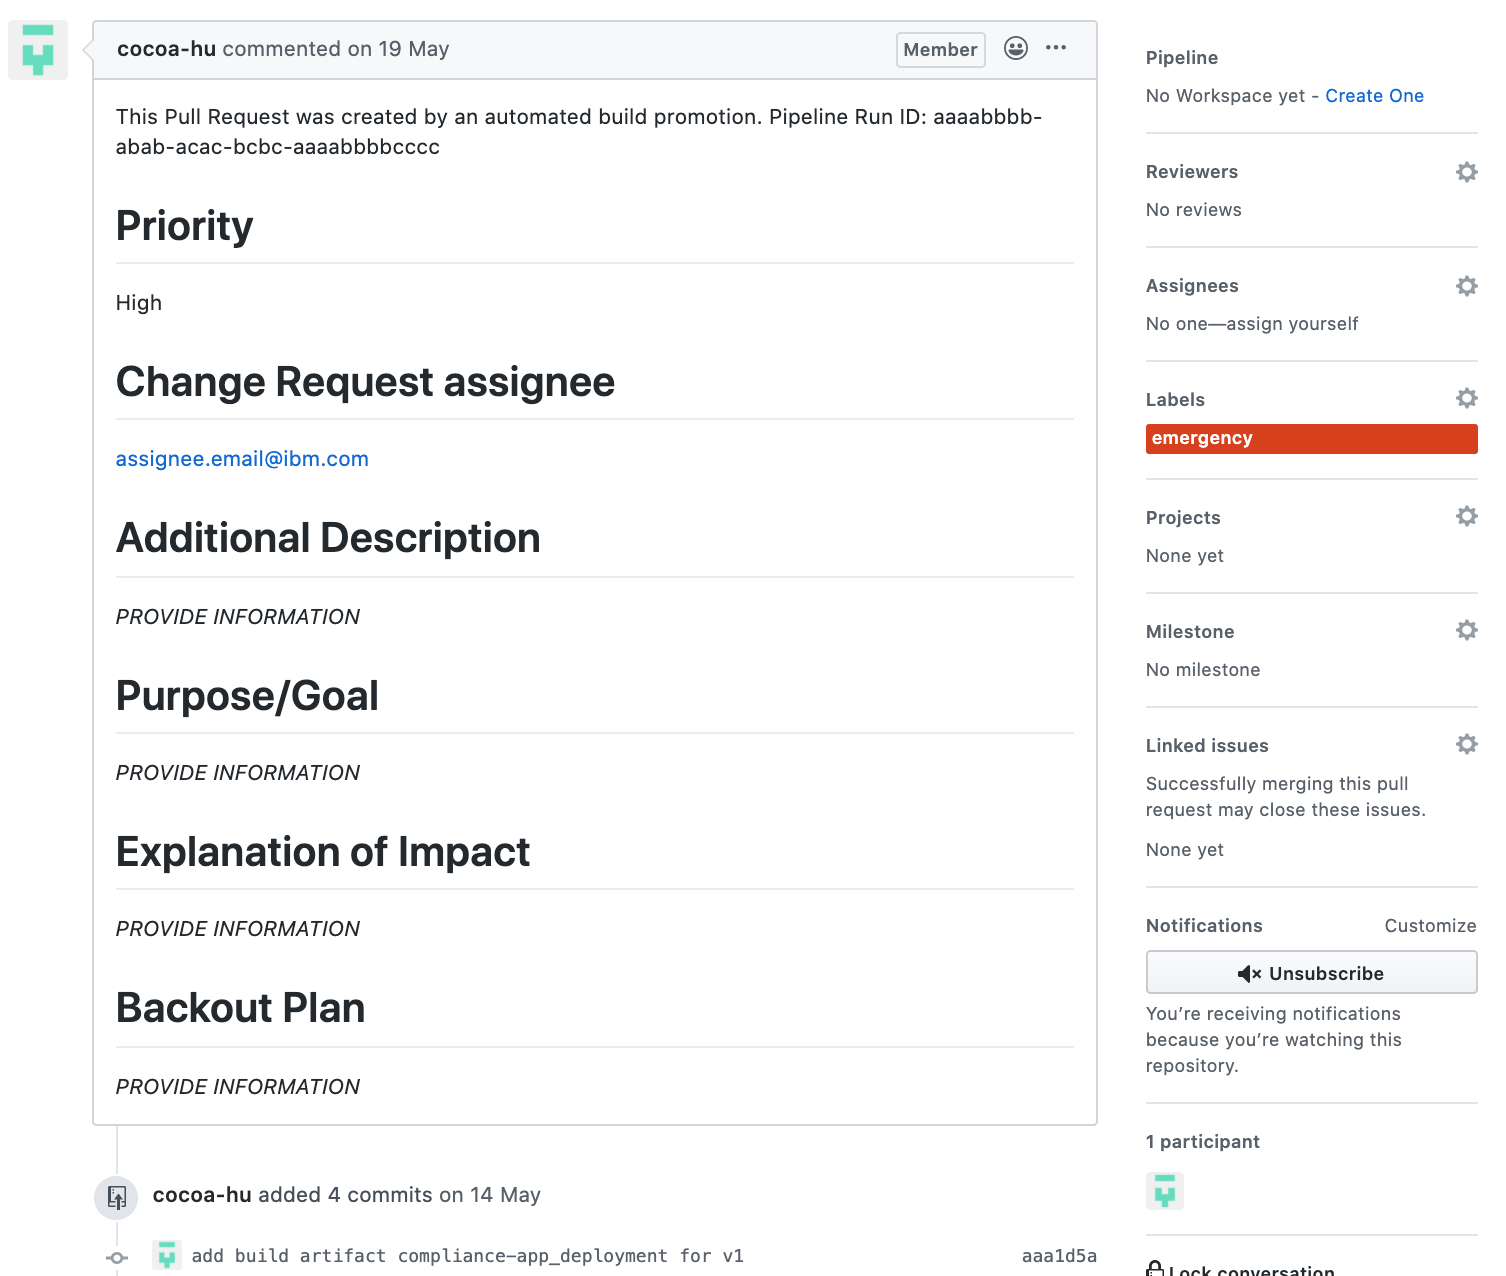 cocoa-hu commented on 19 May
Member
This Pull Request was created by an automated build promotion. Pipeline Run ID: aaaabbbb-
abab-acac-bcbc-aaaabbbbcccc
Priority
High
Change Request assignee
assignee.email@ibm.com
Additional Description
PROVIDE INFORMATION
Purpose/Goal
PROVIDE INFORMATION
Explanation of Impact
PROVIDE INFORMATION
Backout Plan
PROVIDE INFORMATION
cocoa-hu added 4 commits on 14 May
add build artifact compliance-app_deployment for v1
aaa1d5a
Pipeline
No Workspace yet - Create One
Reviewers
No reviews
Assignees
No one—assign yourself
Labels
emergency
Projects
None yet
Milestone
No milestone
Linked issues
Successfully merging this pull
request may close these issues.
None yet
Notifications
Customize
Unsubscribe
You’re receiving notifications
because you’re watching this
repository.
1 participant
Lock conversation